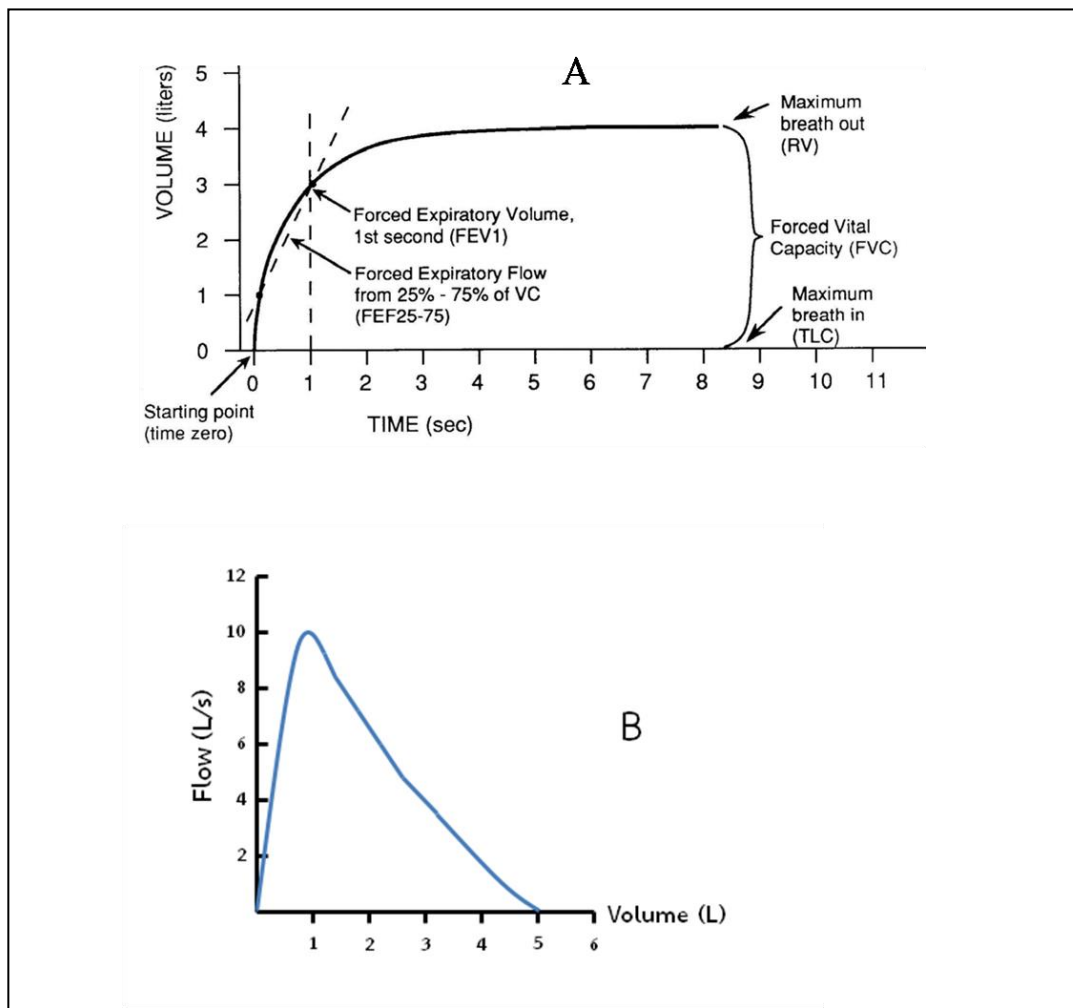 A
VOLUME (liters)
5
4
3
2
1
0
Maximum
breath out
(RV)
Forced Expiratory Volume,
1st second (FEV1)
Forced Expiratory Flow
from 25% - 75% of VC
(FEF25-75)
Forced Vital
Capacity (FVC)
Maximum
breath in
(TLC)
0 1 2 3 4 5 6 7 8 9 10 11
Starting point
(time zero)
TIME (sec)
B
Flow (L/s)
12
10
8
6
4
2
1 2 3 4 5 6
Volume (L)